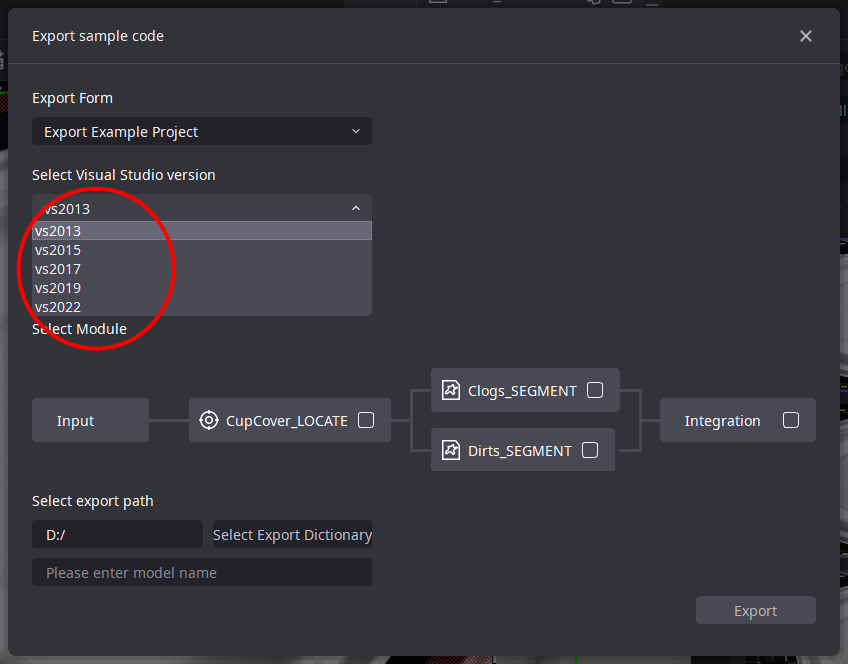 Export sample code
Export Form
Export Example Project
Select Visual Studio version
vs2013
vs2013
vs2015
vs2017
vs2019
vs2022
Select Module
Input
CupCover_LOCATE
Clogs_SEGMENT
Dirts_SEGMENT
Integration
Select export path
D:/
Select Export Dictionary
Please enter model name
Export